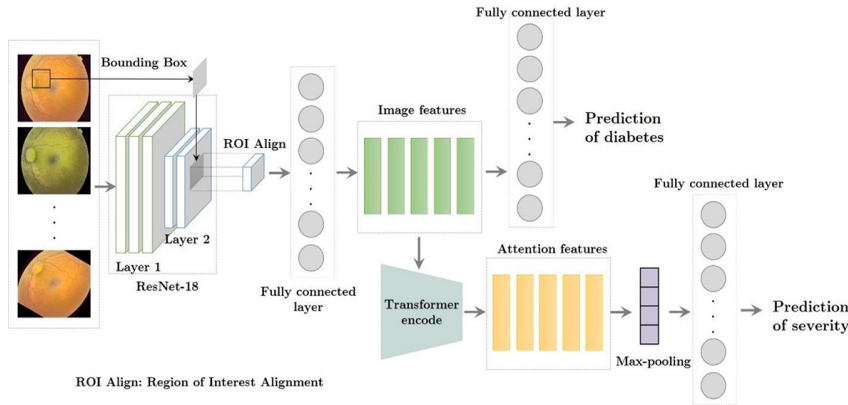 Fully connected layer
Bounding Box
Image features
ROI Align
Prediction
of diabetes
Fully connected layer
Layer 2
Layer 1
ResNet-18
Attention features
Fully connected
layer
Transformer
encode
Prediction
of severity
Max-pooling
ROI Align: Region of Interest Alignment